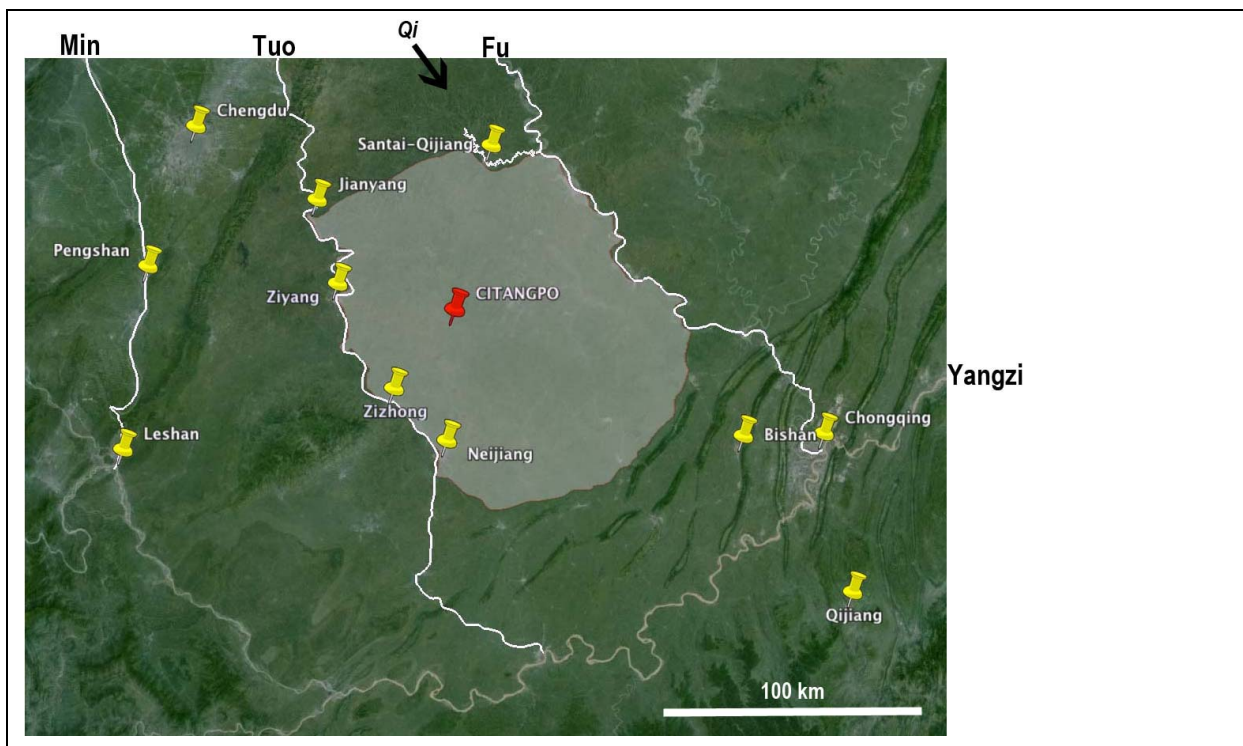 Qi
Min
Tuo
Fu
Chengdu
Santai-Qijiang
Jianyang
Pengshan
Ziyang
CITANGPO
Yangzi
Zizhong
Chongqing
Leshan
Bishan
Neijiang
Qijiang
100 km